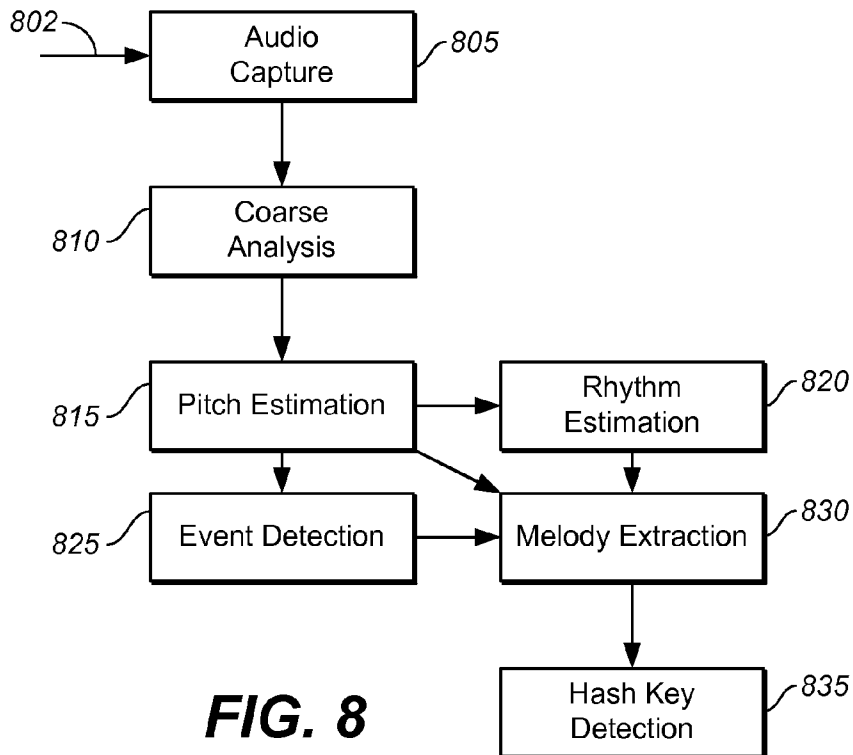 802
Audio
Capture
805
810
Coarse
Analysis
815
Pitch Estimation
Rhythm
Estimation
820
825
Event Detection
Melody Extraction
830
Hash Key
Detection
835
FIG. 8